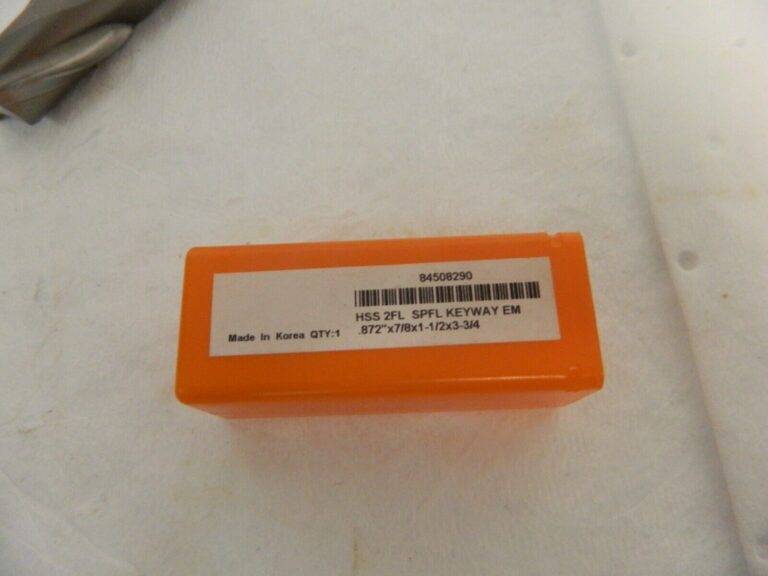 84508290
HSS 2FL SPFL KEYWAY EM
Made In Korea QTY:1 .872"x7/8x1-1/2x3-3/4